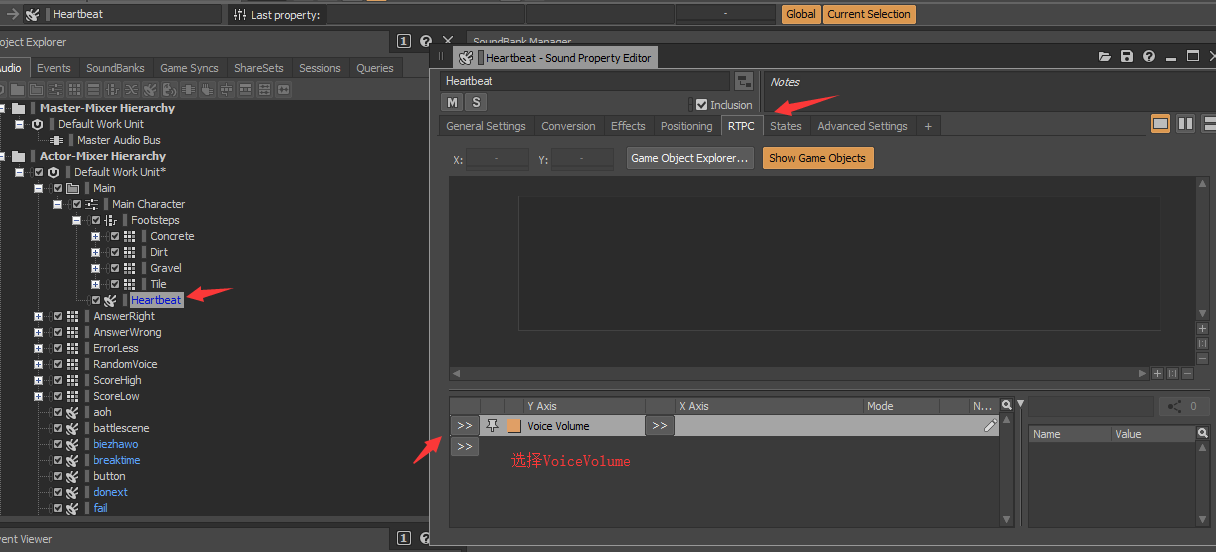 Heartbeat
Last property:
-
Global
Current Selection
oject Explorer
1
SoundBank Manager
Heartbeat - Sound Property Editor
udio
Events
SoundBanks
Game Syncs
ShareSets
Sessions
Queries
Heartbeat
Notes
M
S
Inclusion
General Settings
Conversion
Effects
Positioning
RTPC
States
Advanced Settings
+
X:
-
Y:
-
Game Object Explorer...
Show Game Objects
Master-Mixer Hierarchy
Default Work Unit
Master Audio Bus
Actor-Mixer Hierarchy
Default Work Unit*
Main
Main Character
Footsteps
Concrete
Dirt
Gravel
Tile
Heartbeat
AnswerRight
AnswerWrong
ErrorLess
RandomVoice
ScoreHigh
ScoreLow
aoh
battlescene
biezhawo
breaktime
button
donext
fail
Y Axis
X Axis
Mode
N...
0
>>
Voice Volume
>>
Name
Value
>>
选择VoiceVolume
vent Viewer
1